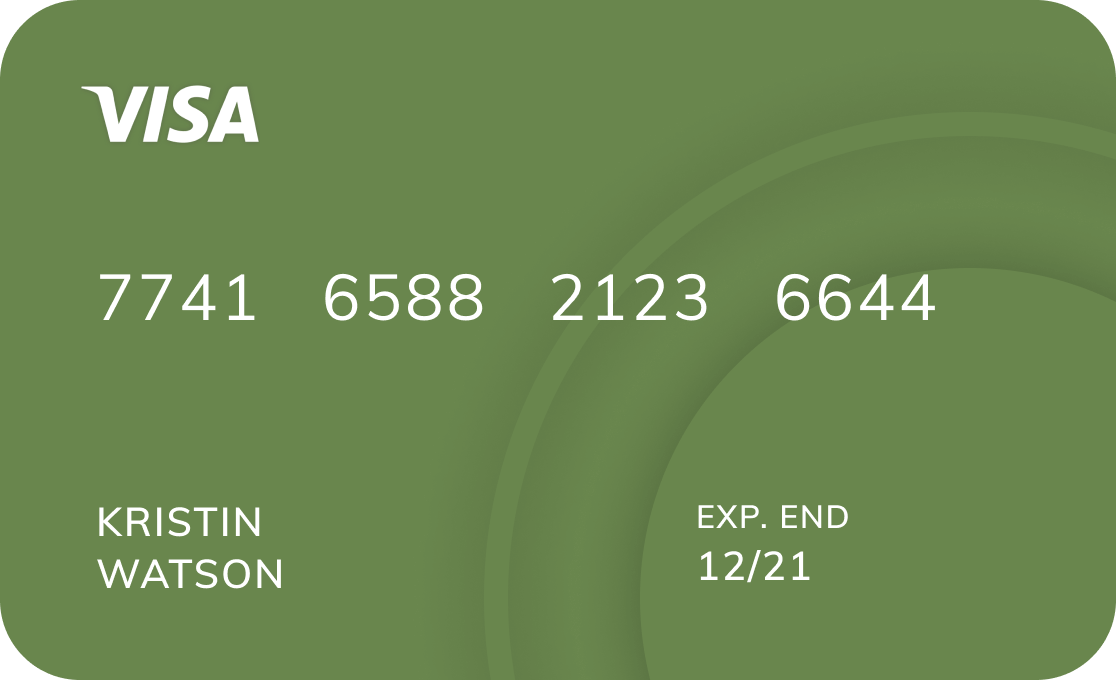 VISA
7741 6588 2123 6644
KRISTIN
WATSON
EXP. END
12/21